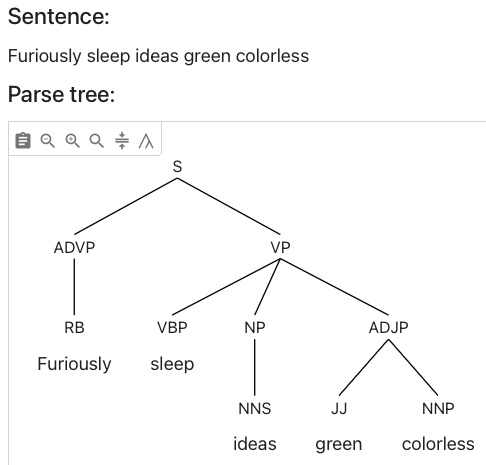 Sentence:
Furiously sleep ideas green colorless
Parse tree:
S
ADVP VP
RB VBP NP ADJP
Furiously sleep
NNS JJ NNP
ideas green colorless